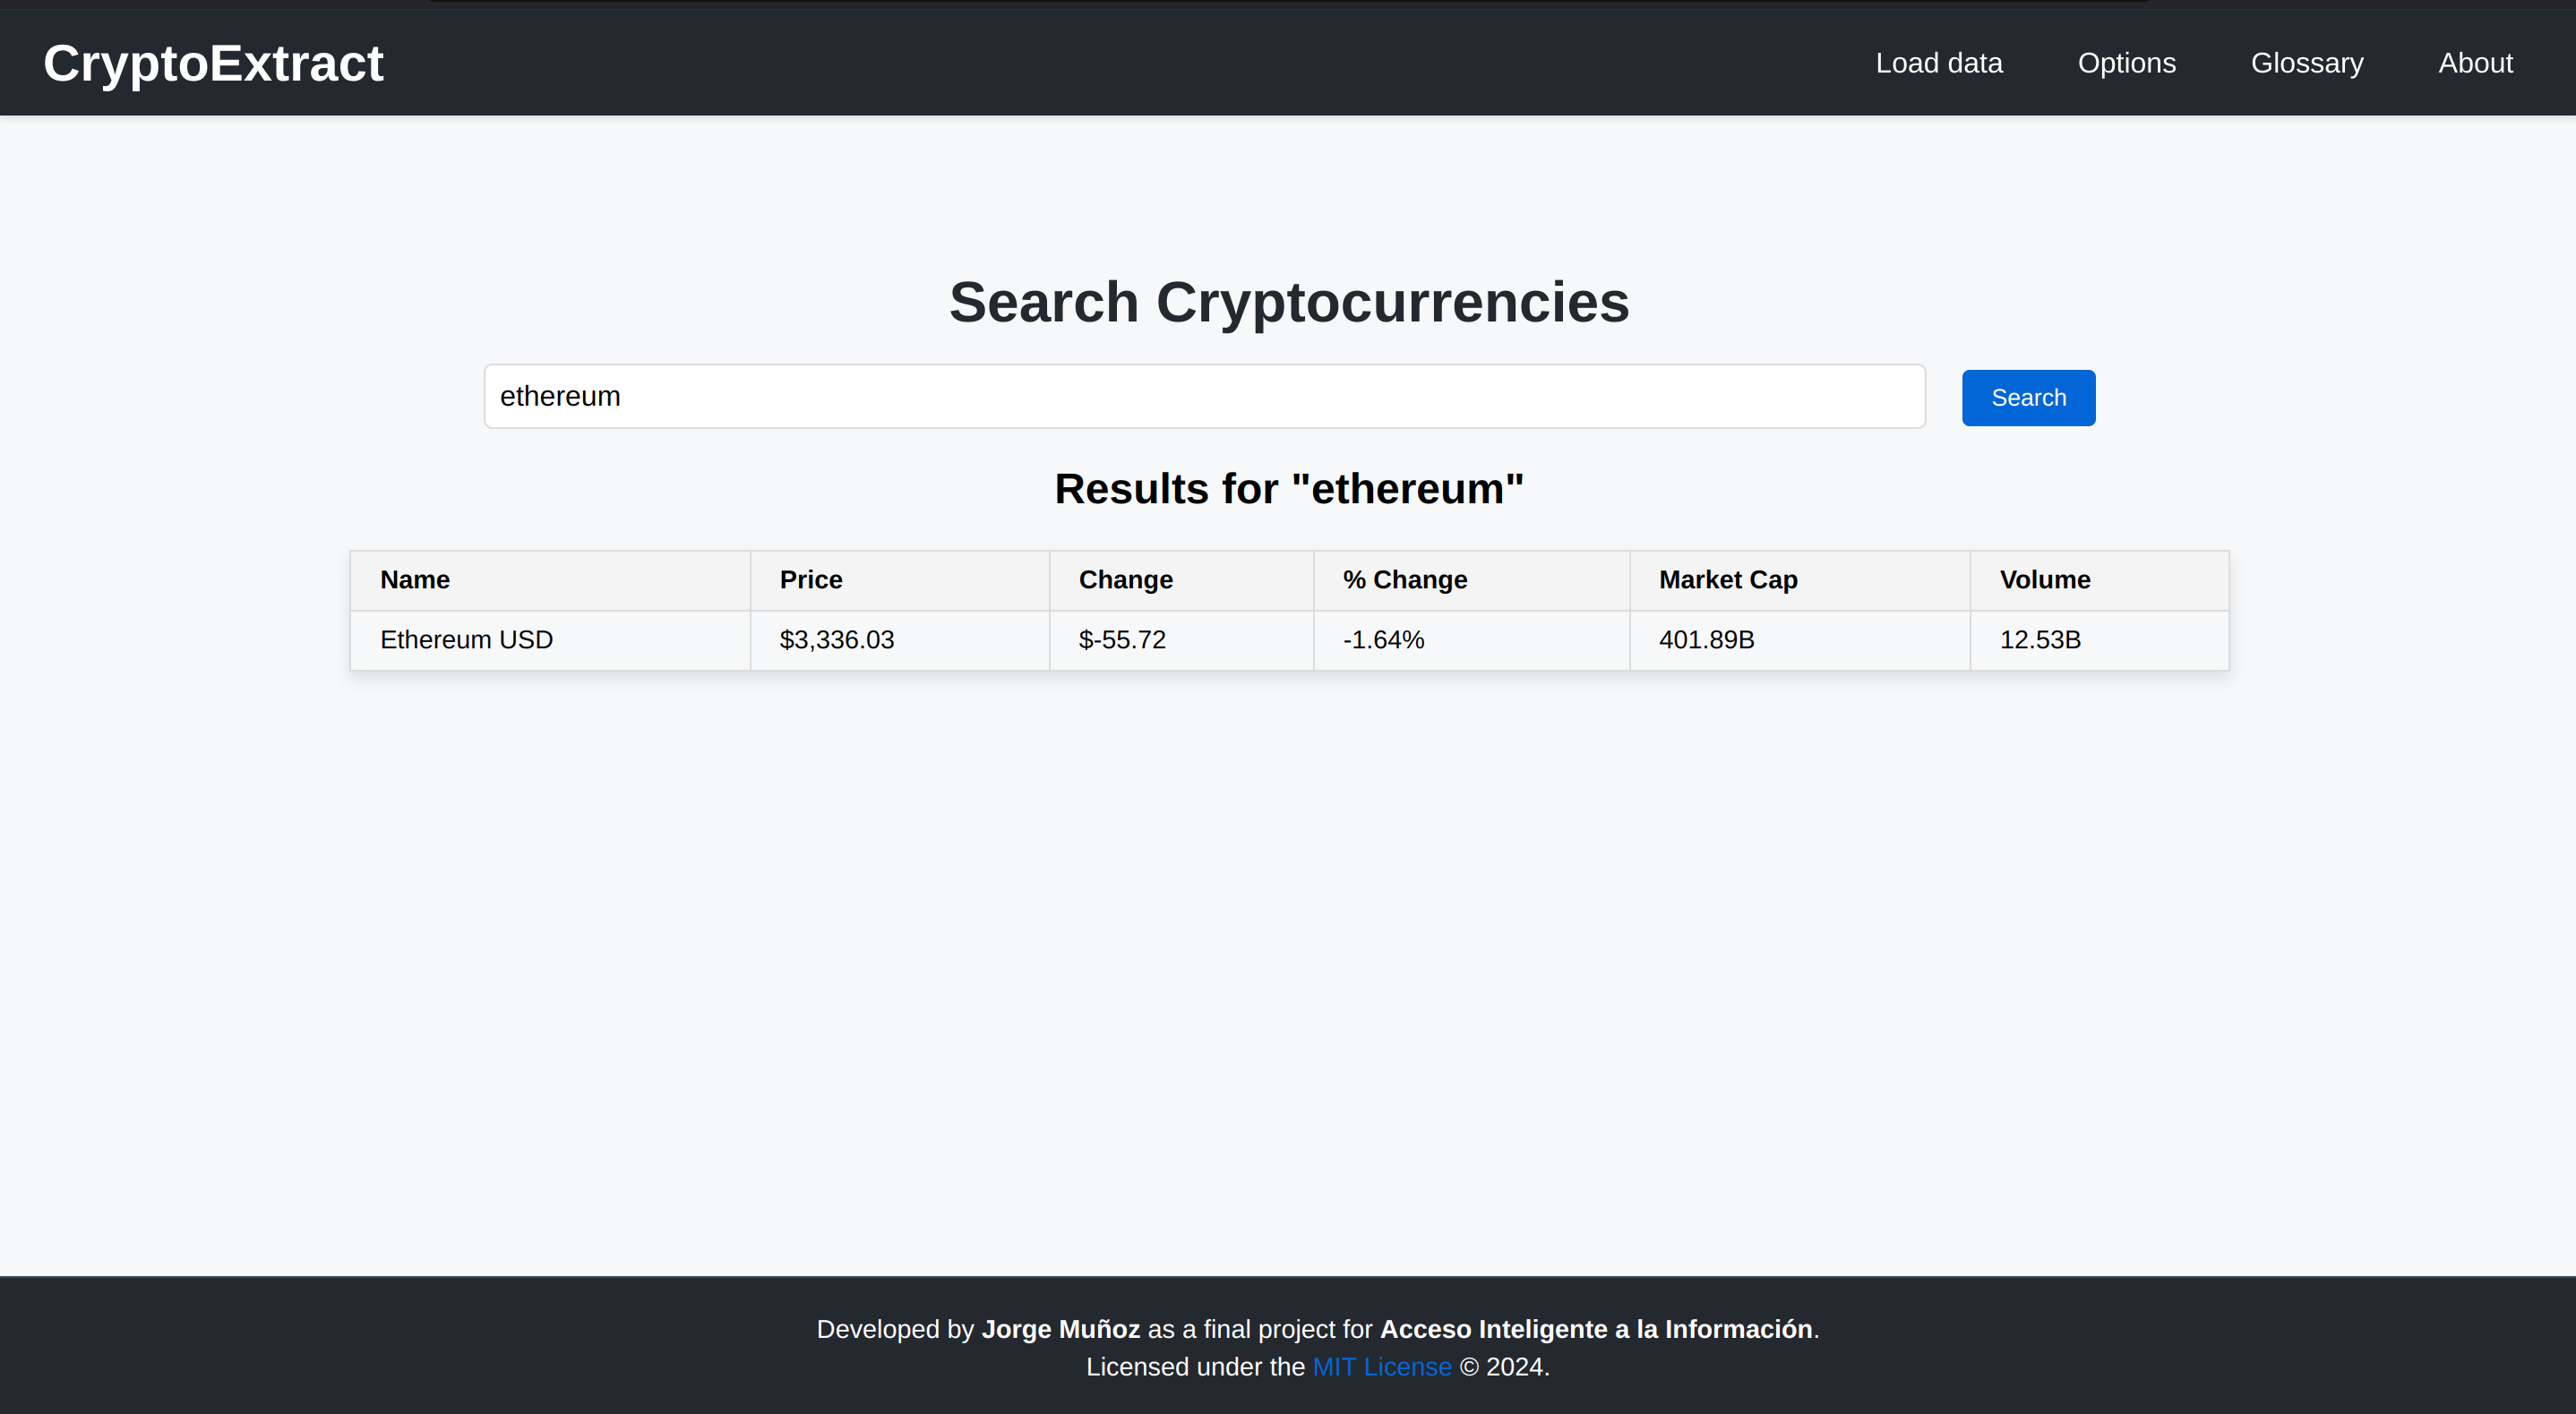 CryptoExtract Load data Options Glossary About
Search Cryptocurrencies
ethereum Search
Results for "ethereum"
Name Price Change % Change Market Cap Volume
Ethereum USD $3,336.03 $-55.72 -1.64% 401.89B 12.53B
Developed by Jorge Muñoz as a final project for Acceso Inteligente a la Información.
Licensed under the MIT License © 2024.